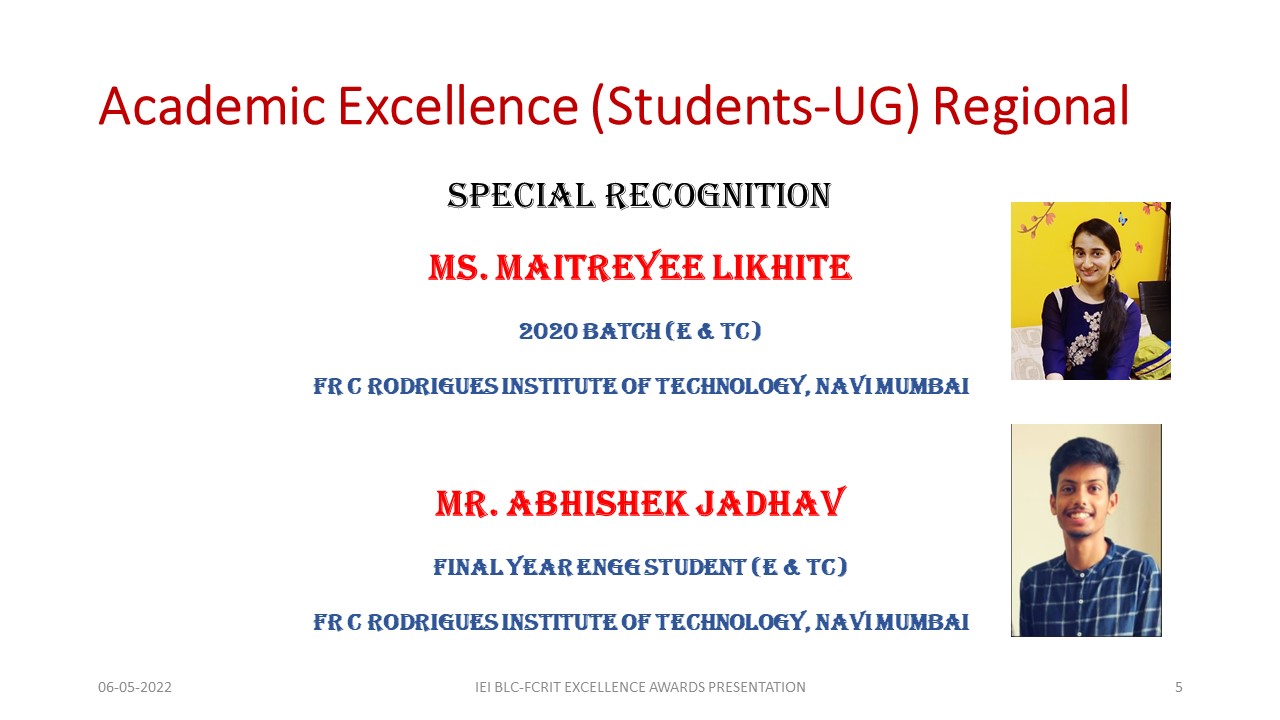 Academic Excellence (Students-UG) Regional
SPECIAL RECOGNITION
MS. MAITREYEE LIKHITE
2020 BATCH (E & TC)
FR C RODRIGUES INSTITUTE OF TECHNOLOGY, NAVI MUMBAI
MR. ABHISHEK JADHAV
FINAL YEAR ENGG STUDENT (E & TC)
FR C RODRIGUES INSTITUTE OF TECHNOLOGY, NAVI MUMBAI
06-05-2022
IEI BLC-FCRIT EXCELLENCE AWARDS PRESENTATION
5